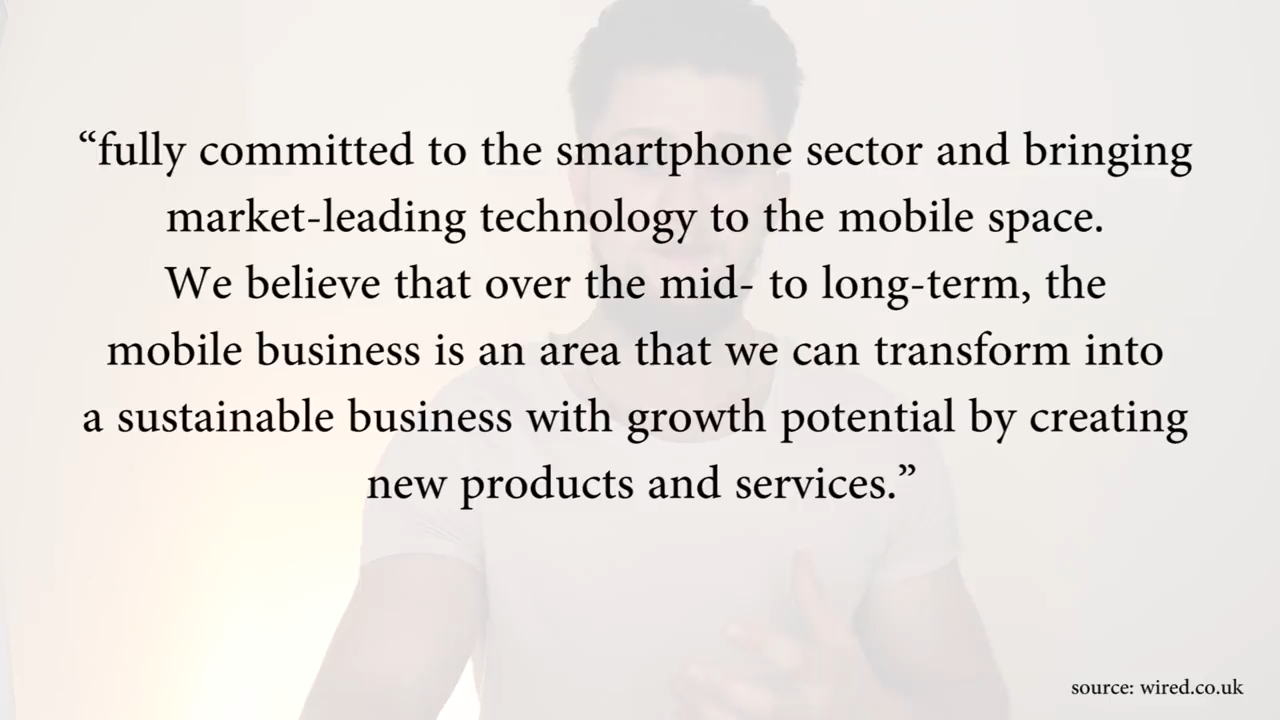 “fully committed to the smartphone sector and bringing
market-leading technology to the mobile space.
We believe that over the mid- to long-term, the
mobile business is an area that we can transform into
a sustainable business with growth potential by creating
new products and services.”
source: wired.co.uk